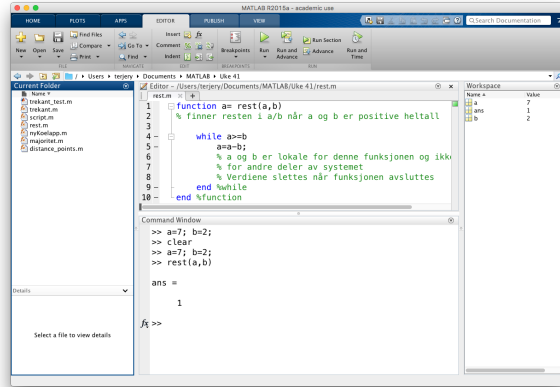 MATLAB R2015a - academic use
HOME PLOTS APPS EDITOR PUBLISH VIEW
Search Documentation
New Open Save Find Files Compare Print
Go To Find
Insert fx
Comment %
Indent
Breakpoints
Run Run and Advance Run Section Advance Run and Time
FILE NAVIGATE EDIT BREAKPOINTS RUN
/ Users terjery Documents MATLAB Uke 41
Current Folder
Name
trekant_test.m
trekant.m
script.m
rest.m
nyKoelapp.m
majoritet.m
distance_points.m
Details
Select a file to view details
Editor - /Users/terjery/Documents/MATLAB/Uke 41/rest.m
rest.m
1 function a= rest(a,b)
2 % finner resten i a/b når a og b er positive heltall
3
4 - while a>=b
5 - a=a-b;
6 % a og b er lokale for denne funksjonen og ikke
7 % for andre deler av systemet
8 % Verdiene slettes når funksjonen avsluttes
9 - end %while
10 - end %function
Command Window
>> a=7; b=2;
>> clear
>> a=7; b=2;
>> rest(a,b)
ans =
1
fx >>
Workspace
Name Value
a 7
ans 1
b 2